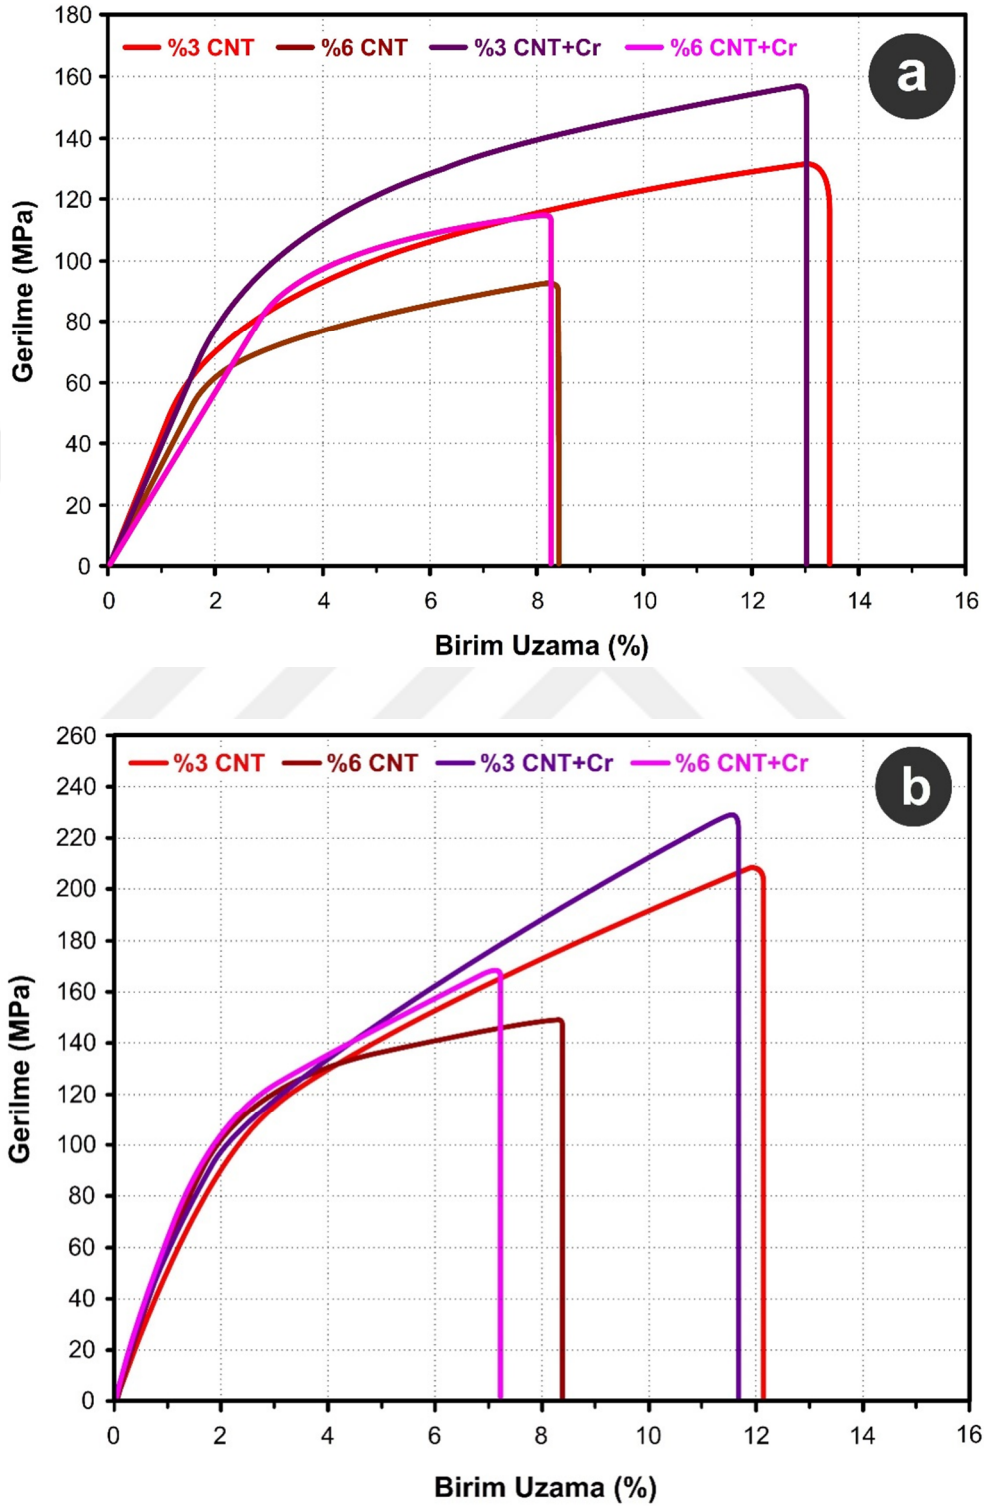 180
%3 CNT %6 CNT %3 CNT+Cr %6 CNT+Cr
a
160
140
120
100
80
60
40
20
0
Gerilme (MPa)
0 2 4 6 8 10 12 14 16
Birim Uzama (%)
260
%3 CNT %6 CNT %3 CNT+Cr %6 CNT+Cr
b
240
220
200
180
160
140
120
100
80
60
40
20
0
Gerilme (MPa)
0 2 4 6 8 10 12 14 16
Birim Uzama (%)